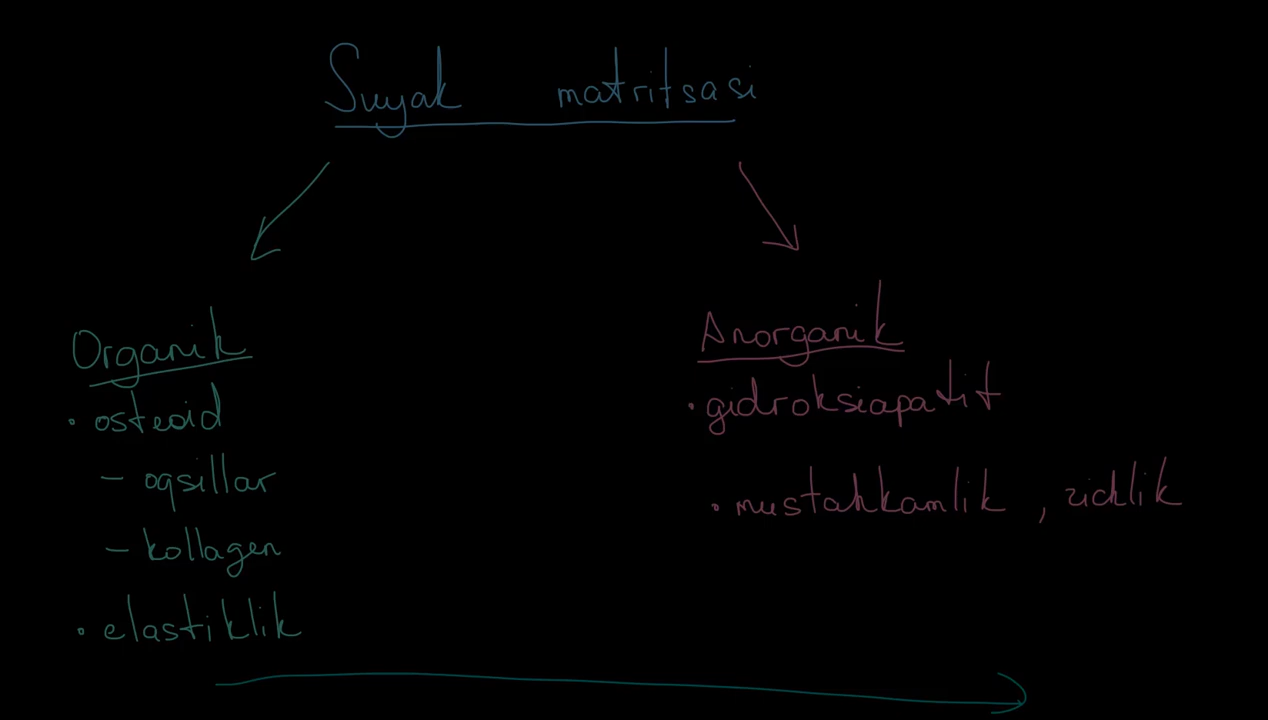 Suyak matritsasi
Organik
• osteoid
– oqsillar
– kollagen
• elastiklik
Anorganik
• gidroksiapatit
• mustahkamlik, zichlik